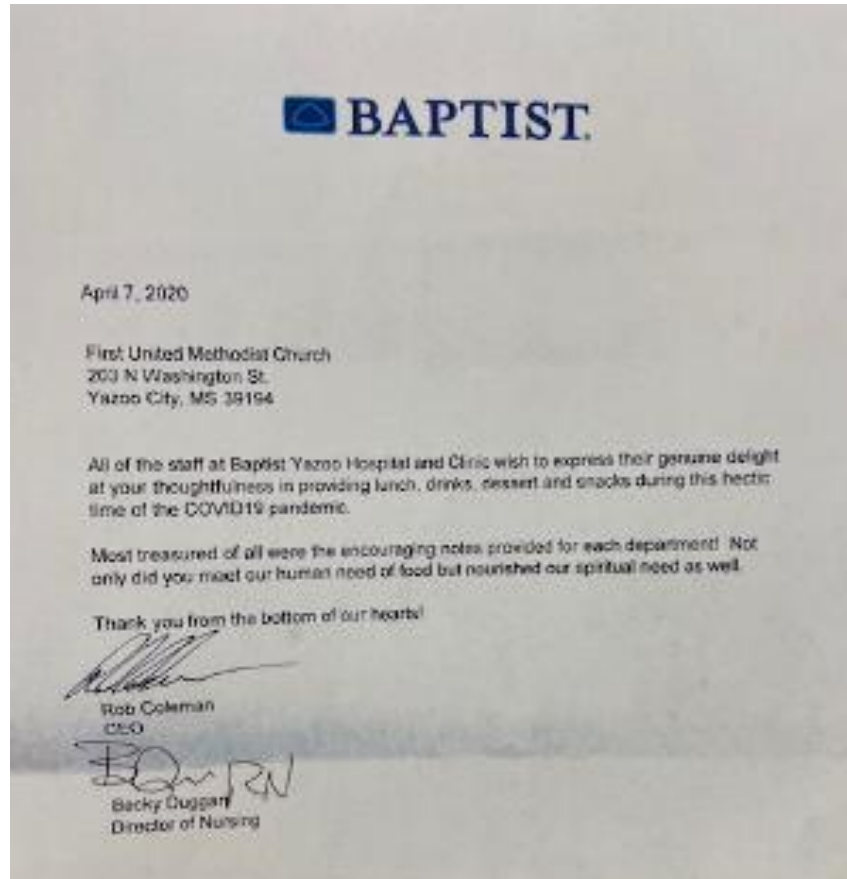 BAPTIST
April 7, 2020
First United Methodist Church
203 N Washington St.
Yazoo City, MS 39194
All of the staff at Baptist Yazoo Hospital and Clinic wish to express their genuine delight
at your thoughtfulness in providing lunch, drinks, dessert and snacks during this hectic
time of the COVID19 pandemic.
Most treasured of all were the encouraging notes provided for each department! Not
only did you meet our human need of food but nourished our spiritual need as well.
Thank you from the bottom of our hearts!
Rob Coleman
CEO
RN
Becky Duggan
Director of Nursing